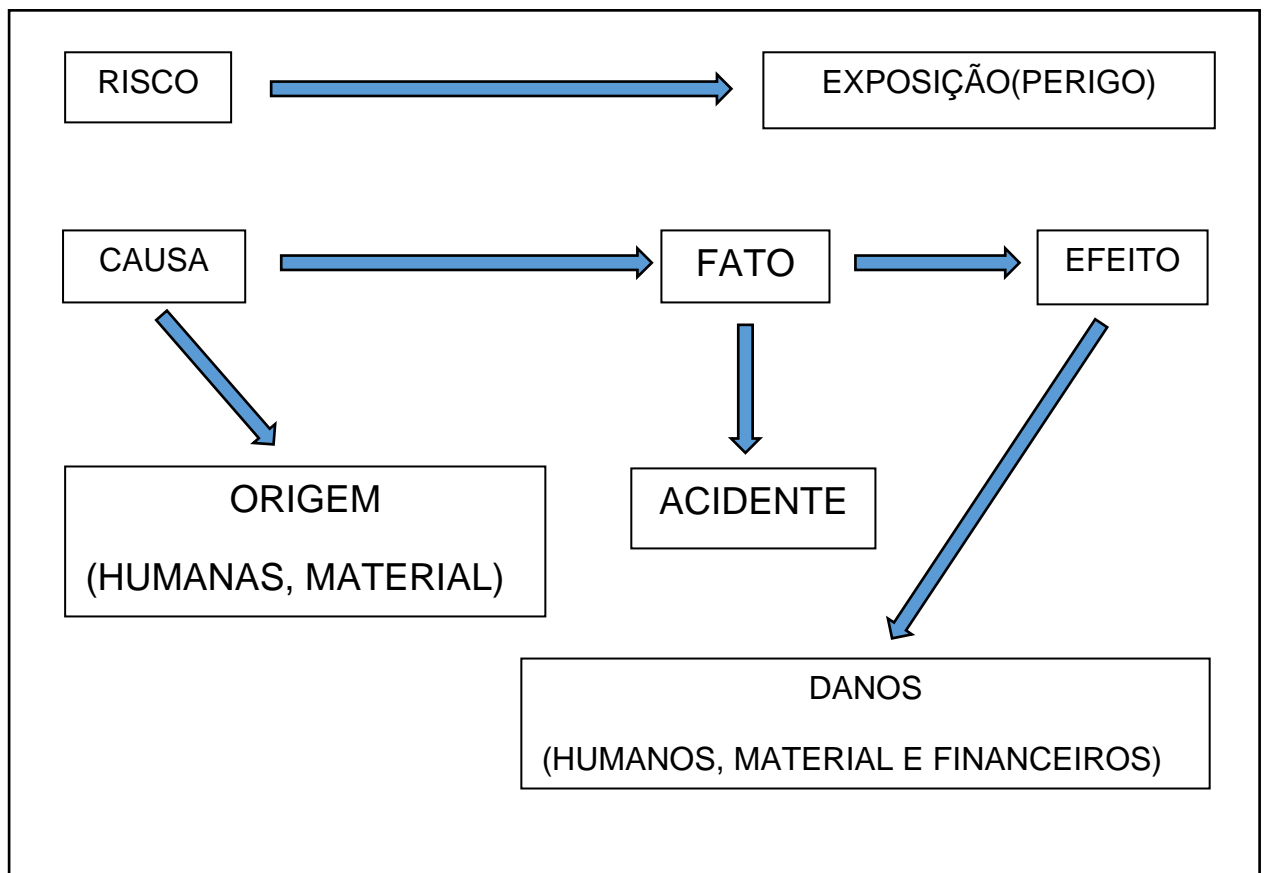 RISCO
EXPOSIÇÃO(PERIGO)
CAUSA
FATO
EFEITO
ORIGEM
(HUMANAS, MATERIAL)
ACIDENTE
DANOS
(HUMANOS, MATERIAL E FINANCEIROS)